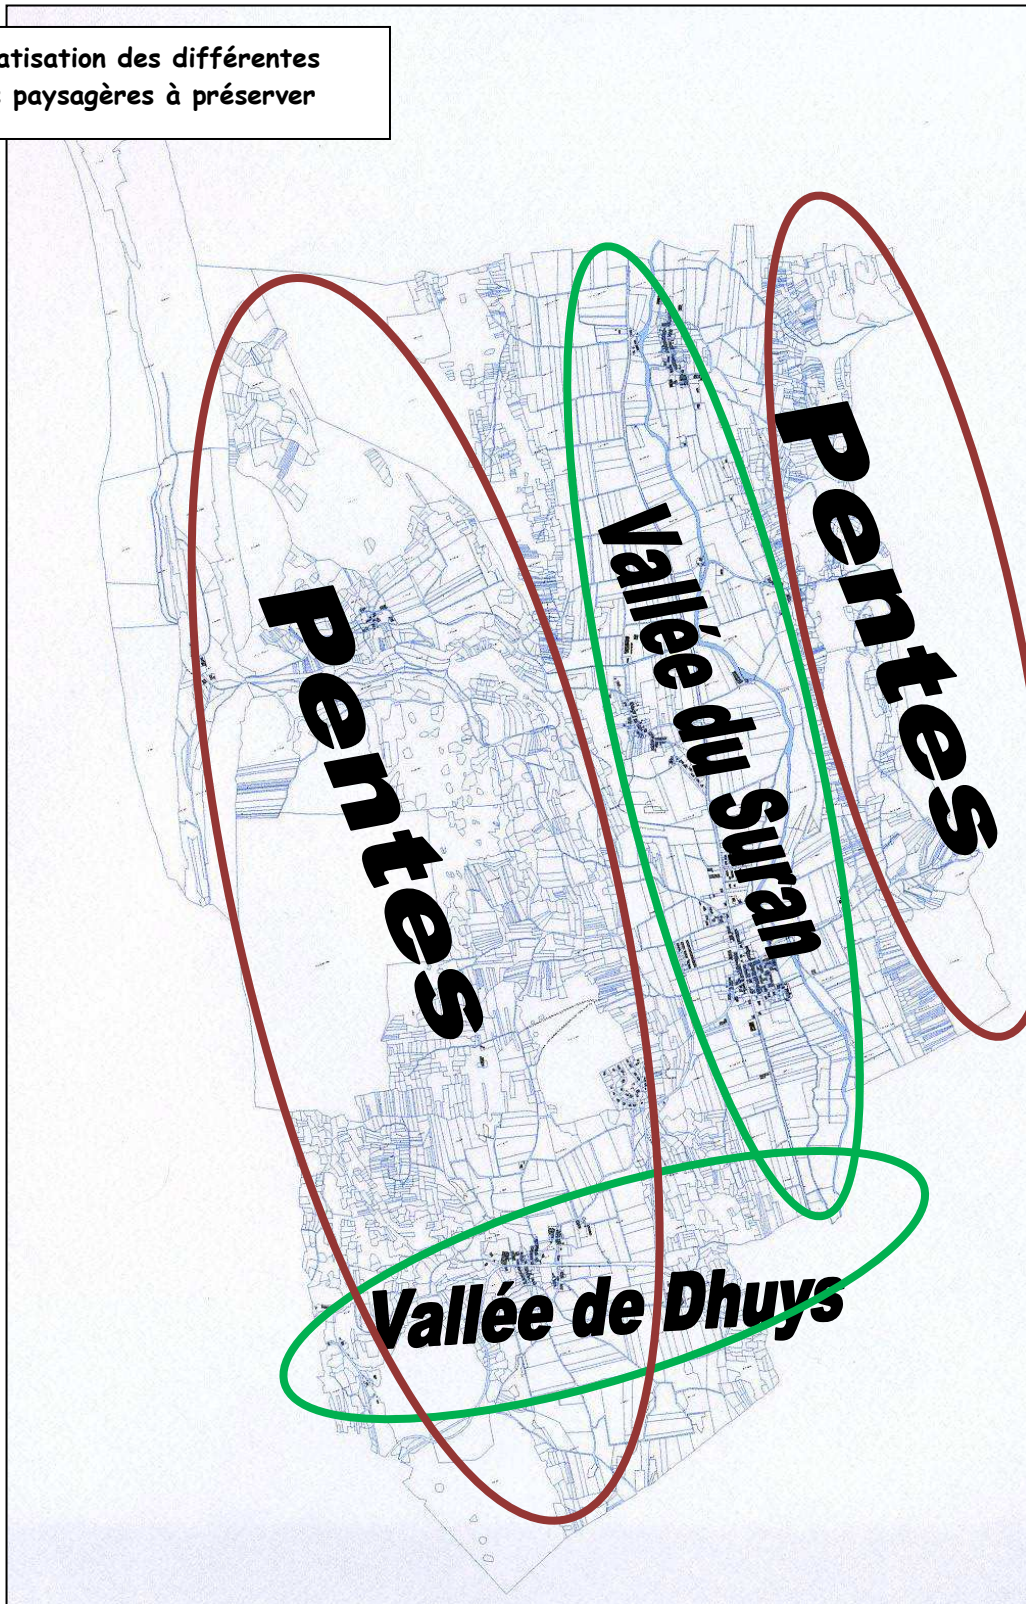 atisation des différentes
paysagères à préserver
Pentes
Vallée du Suran
Pentes
Vallée de Dhuys